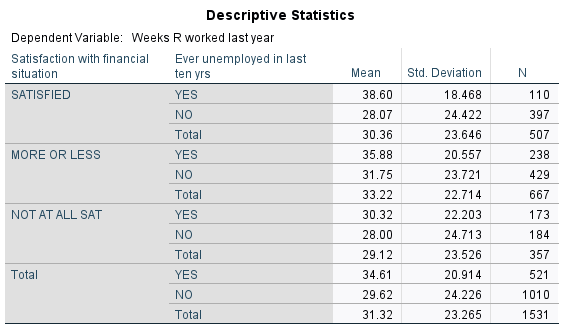 Descriptive Statistics
Dependent Variable: Weeks R worked last year
Satisfaction with financial situation Ever unemployed in last ten yrs Mean Std. Deviation N
SATISFIED YES 38.60 18.468 110
NO 28.07 24.422 397
Total 30.36 23.646 507
MORE OR LESS YES 35.88 20.557 238
NO 31.75 23.721 429
Total 33.22 22.714 667
NOT AT ALL SAT YES 30.32 22.203 173
NO 28.00 24.713 184
Total 29.12 23.526 357
Total YES 34.61 20.914 521
NO 29.62 24.226 1010
Total 31.32 23.265 1531